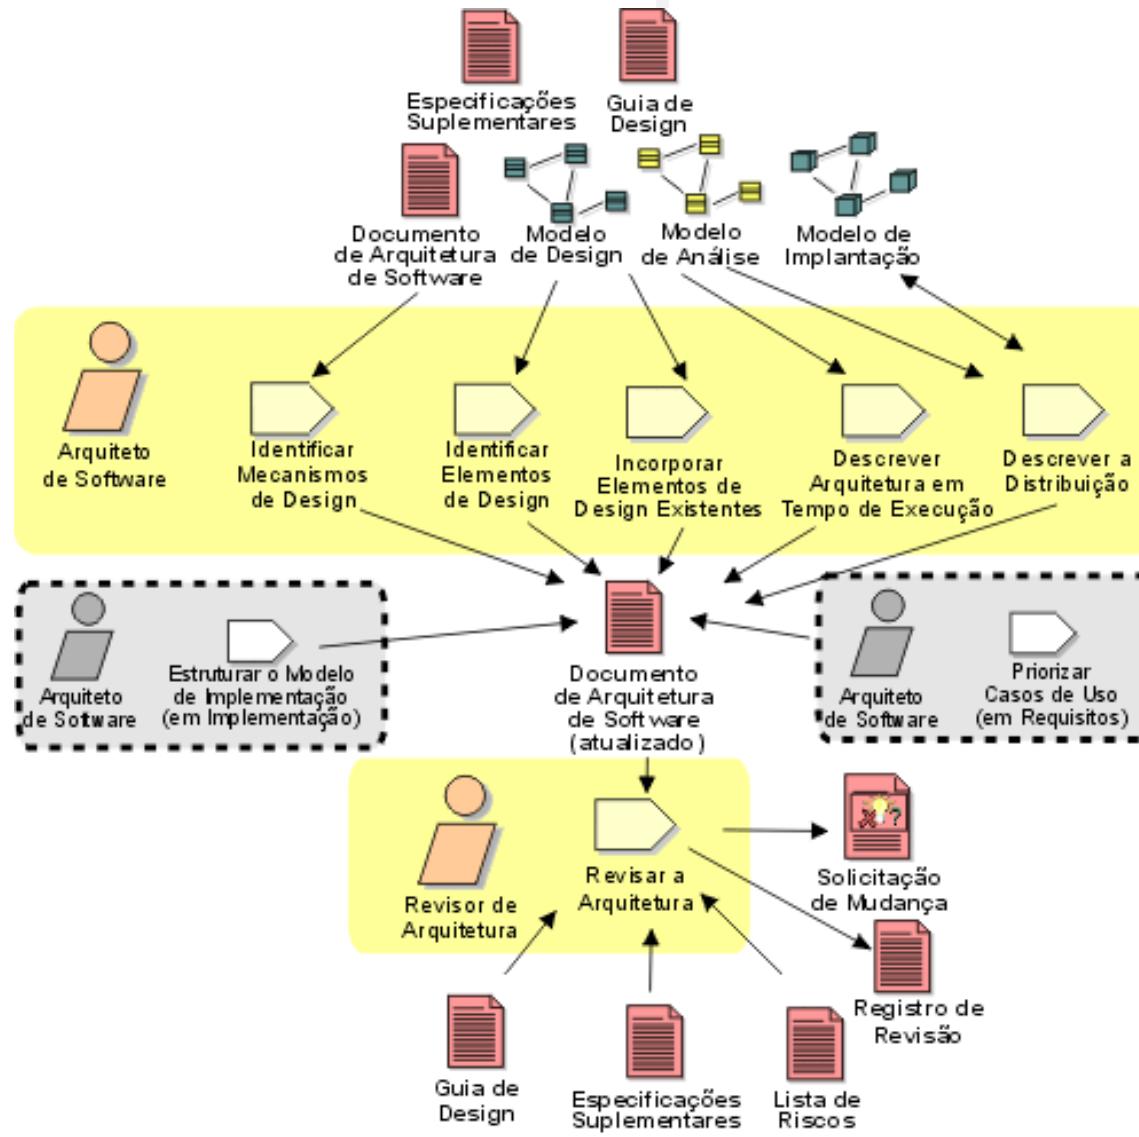 Especificações
Suplementares
Guia de
Design
Documento
de Arquitetura
de Software
Modelo
de Design
Modelo
de Análise
Modelo de
Implantação
Arquiteto
de Software
Identificar
Mecanismos
de Design
Identificar
Elementos
de Design
Incorporar
Elementos de
Design Existentes
Descrever
Arquitetura em
Tempo de Execução
Descrever a
Distribuição
Arquiteto
de Software
Estruturar o Modelo
de Implementação
(em Implementação)
Documento
de Arquitetura
de Software
(atualizado)
Arquiteto
de Software
Priorizar
Casos de Uso
(em Requisitos)
Revisor de
Arquitetura
Revisar a
Arquitetura
Solicitação
de Mudança
Registro de
Revisão
Guia de
Design
Especificações
Suplementares
Lista de
Riscos